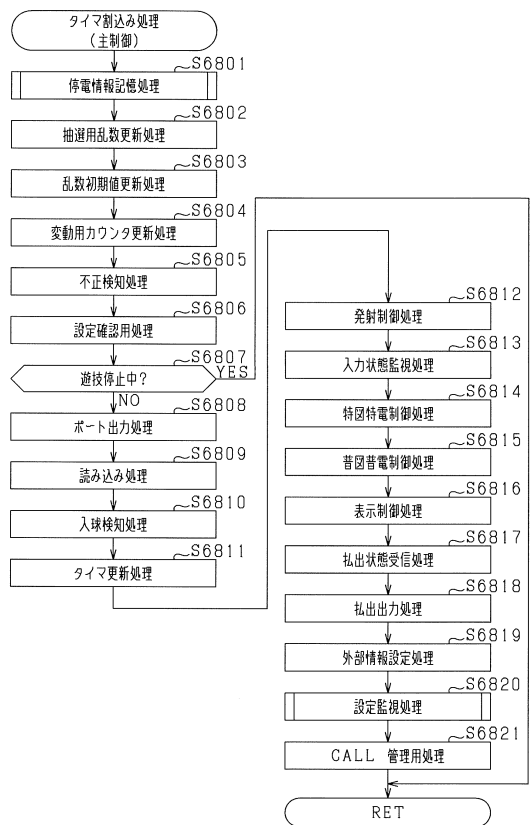 タイマ割込み処理
(主制御)
S6801
停電情報記憶処理
S6802
抽選用乱数更新処理
S6803
乱数初期値更新処理
S6804
変動用カウンタ更新処理
S6805
不正検知処理
S6806
設定確認用処理
S6807
遊技停止中?
YES
NO
S6808
ポート出力処理
S6809
読み込み処理
S6810
入球検知処理
S6811
タイマ更新処理
S6812
発射制御処理
S6813
入力状態監視処理
S6814
特図特電制御処理
S6815
普図普電制御処理
S6816
表示制御処理
S6817
払出状態受信処理
S6818
払出出力処理
S6819
外部情報設定処理
S6820
設定監視処理
S6821
CALL 管理用処理
RET